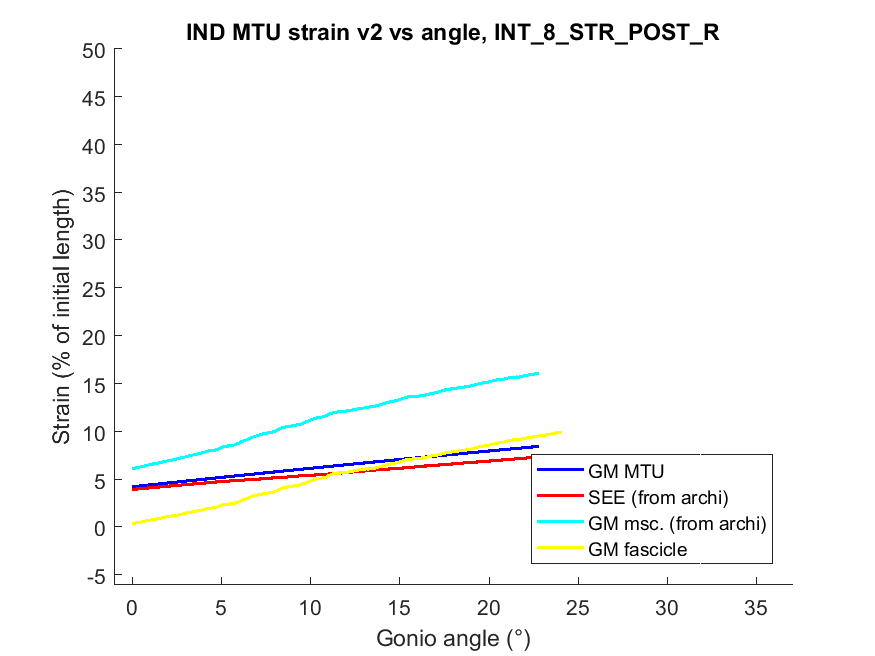 IND MTU strain v2 vs angle, INT_8_STR_POST_R
50
45
40
35
30
25
20
15
10
5
0
-5
Strain (% of initial length)
GM MTU
SEE (from archi)
GM msc. (from archi)
GM fascicle
0 5 10 15 20 25 30 35
Gonio angle (°)